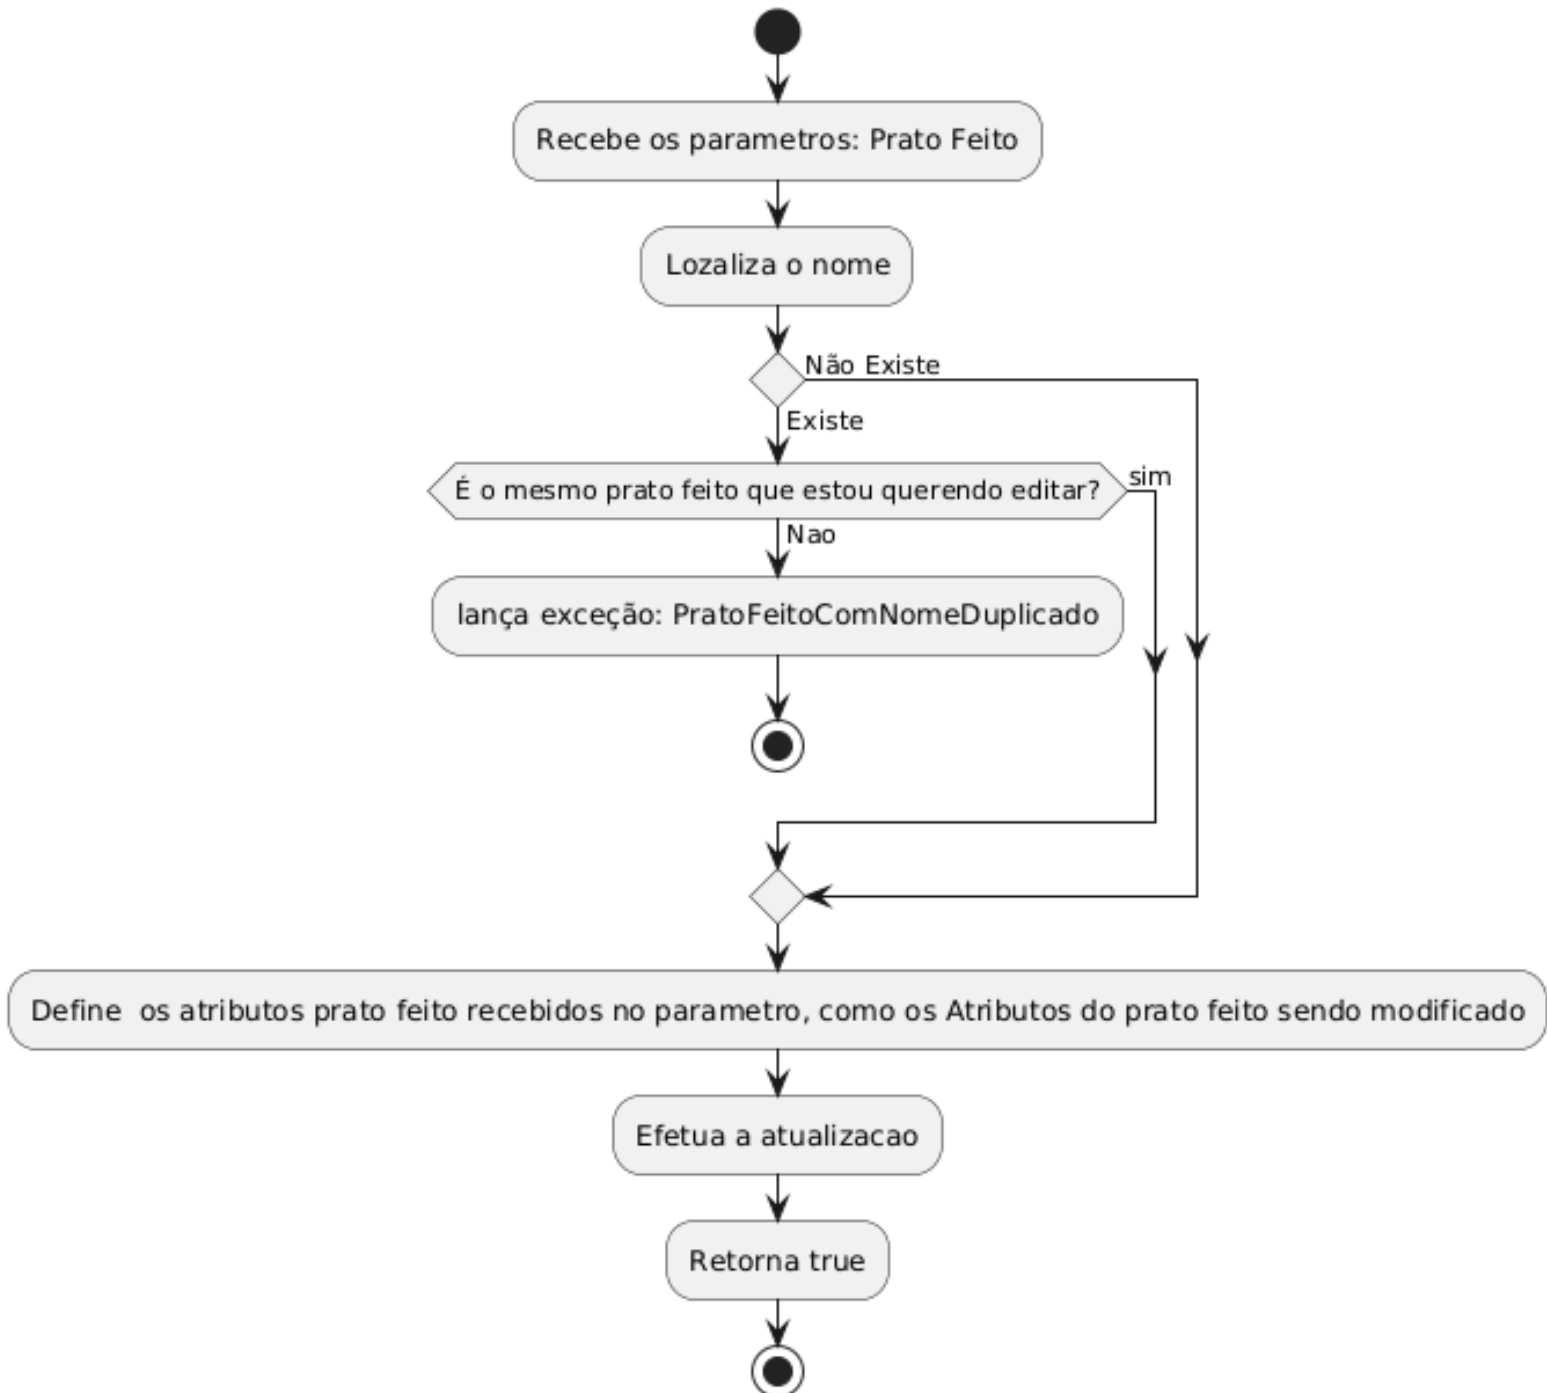 Recebe os parametros: Prato Feito
Lozaliza o nome
Não Existe
Existe
É o mesmo prato feito que estou querendo editar?
sim
Nao
lança exceção: PratoFeitoComNomeDuplicado
Define  os atributos prato feito recebidos no parametro, como os Atributos do prato feito sendo modificado
Efetua a atualizacao
Retorna true